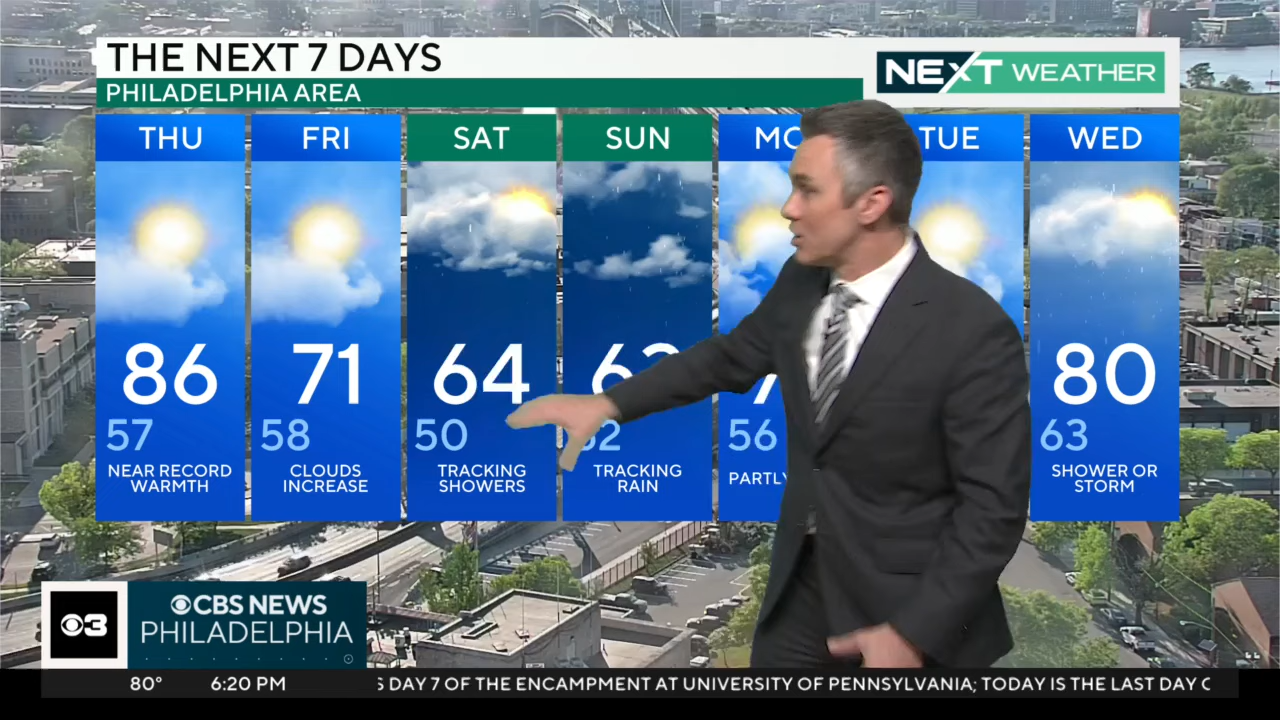 THE NEXT 7 DAYS
PHILADELPHIA AREA
NEXT WEATHER
THU
FRI
SAT
SUN
TUE
WED
86
71
64
80
57
58
50
56
63
NEAR RECORD
WARMTH
CLOUDS
INCREASE
TRACKING
SHOWERS
TRACKING
RAIN
PARTLY
SHOWER OR
STORM
3
CBS NEWS
PHILADELPHIA
80° 6:20 PM DAY 7 OF THE ENCAMPMENT AT UNIVERSITY OF PENNSYLVANIA; TODAY IS THE LAST DAY